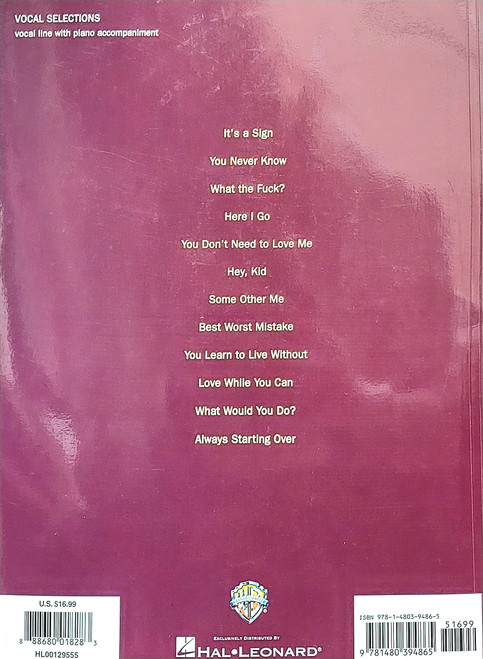 VOCAL SELECTIONS
vocal line with piano accompaniment
It's a Sign
You Never Know
What the Fuck?
Here I Go
You Don't Need to Love Me
Hey, Kid
Some Other Me
Best Worst Mistake
You Learn to Live Without
Love While You Can
What Would You Do?
Always Starting Over
U.S. $16.99
8 88680 01828 3
HL00129555
WB
EXCLUSIVELY DISTRIBUTED BY
HAL•LEONARD®
ISBN 978-1-4803-9486-5
51699
9 781480 394865